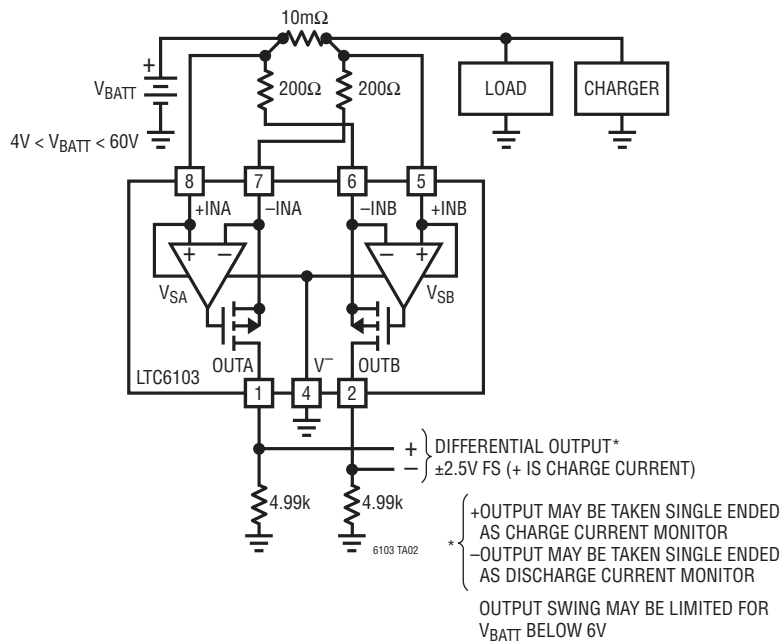 10mΩ
+
V_BATT
200Ω
200Ω
LOAD
CHARGER
4V < V_BATT < 60V
8
7
6
5
+INA
–INA
–INB
+INB
+
–
–
+
V_SA
V_SB
OUTA
V–
OUTB
LTC6103
1
4
2
+
–
DIFFERENTIAL OUTPUT*
±2.5V FS (+ IS CHARGE CURRENT)
4.99k
4.99k
6103 TA02
*
+OUTPUT MAY BE TAKEN SINGLE ENDED
AS CHARGE CURRENT MONITOR
–OUTPUT MAY BE TAKEN SINGLE ENDED
AS DISCHARGE CURRENT MONITOR
OUTPUT SWING MAY BE LIMITED FOR
V_BATT BELOW 6V